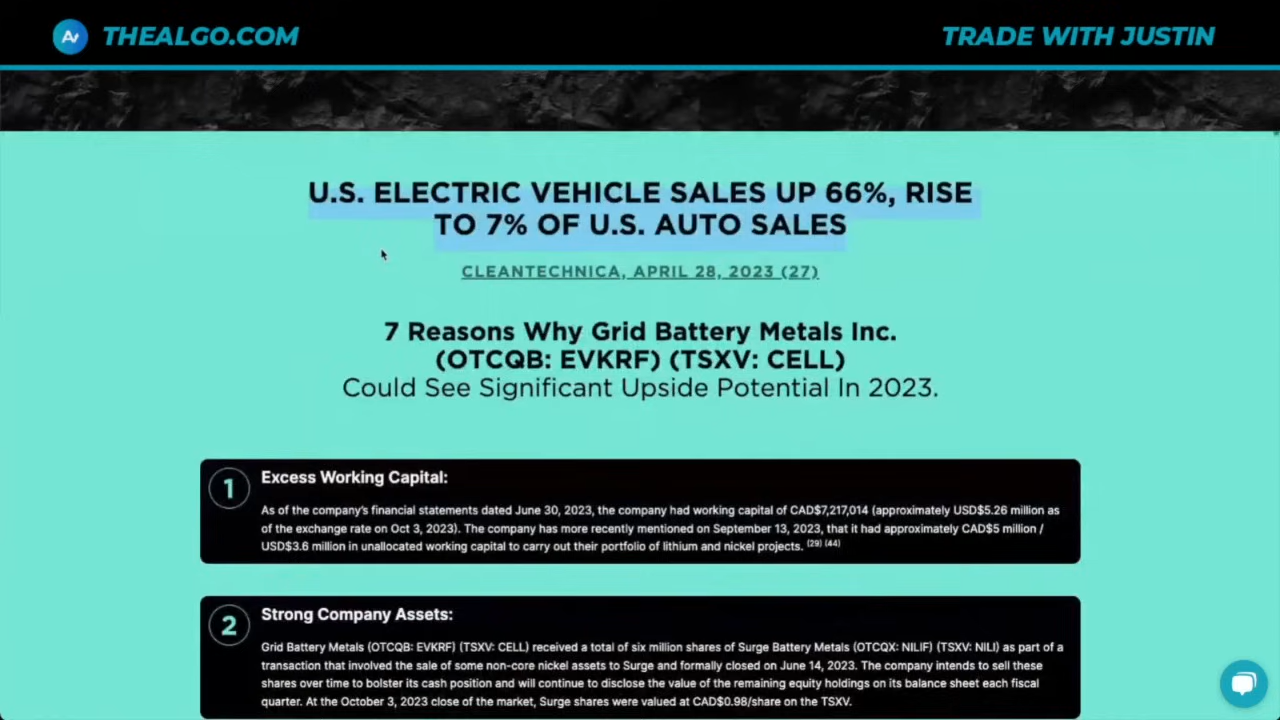 THEALGO.COM
TRADE WITH JUSTIN
U.S. ELECTRIC VEHICLE SALES UP 66%, RISE
TO 7% OF U.S. AUTO SALES
CLEANTECHNICA, APRIL 28, 2023 (27)
7 Reasons Why Grid Battery Metals Inc.
(OTCQB: EVKRF) (TSXV: CELL)
Could See Significant Upside Potential In 2023.
1
Excess Working Capital:
As of the company's financial statements dated June 30, 2023, the company had working capital of CAD$7,217,014 (approximately USD$5.26 million as
of the exchange rate on Oct 3, 2023). The company has more recently mentioned on September 13, 2023, that it had approximately CAD$5 million /
USD$3.6 million in unallocated working capital to carry out their portfolio of lithium and nickel projects. (29) (44)
2
Strong Company Assets:
Grid Battery Metals (OTCQB: EVKRF) (TSXV: CELL) received a total of six million shares of Surge Battery Metals (OTCQX: NILIF) (TSXV: NILI) as part of a
transaction that involved the sale of some non-core nickel assets to Surge and formally closed on June 14, 2023. The company intends to sell these
shares over time to bolster its cash position and will continue to disclose the value of the remaining equity holdings on its balance sheet each fiscal
quarter. At the October 3, 2023 close of the market, Surge shares were valued at CAD$0.98/share on the TSXV.